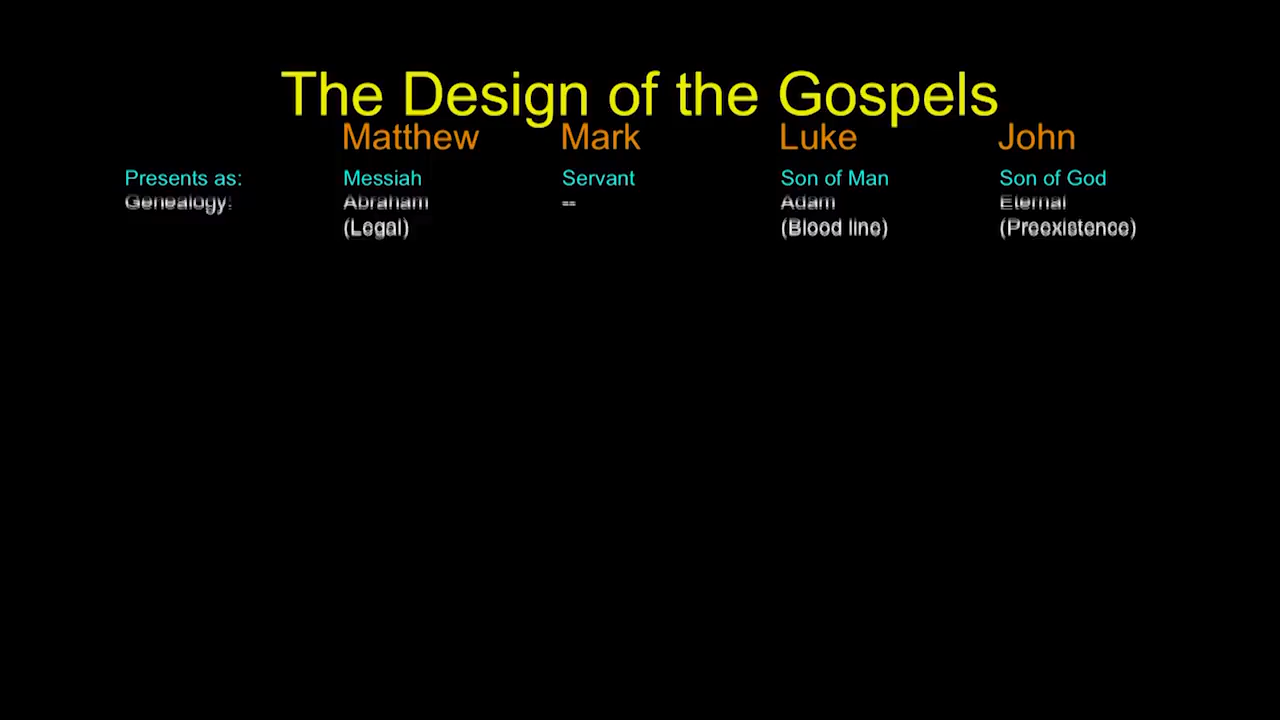 The Design of the Gospels
Matthew Mark Luke John
Presents as: Messiah Servant Son of Man Son of God
Genealogy: Abraham -- Adam Eternal
(Legal) (Blood line) (Preexistence)